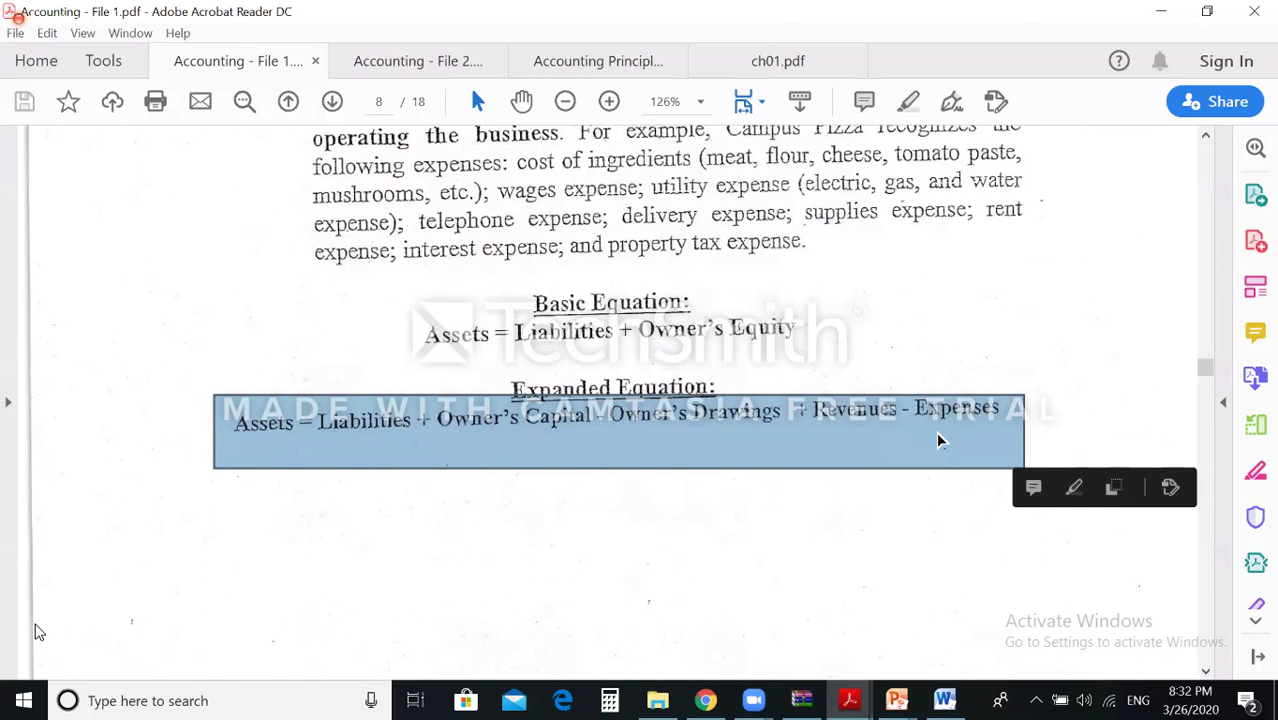 Accounting - File 1.pdf - Adobe Acrobat Reader DC
File Edit View Window Help
Home Tools Accounting - File 1.... × Accounting - File 2.... Accounting Principl... ch01.pdf Sign In
8 / 18 126% Share
operating the business. For example, Campus Pizza recognizes the
following expenses: cost of ingredients (meat, flour, cheese, tomato paste,
mushrooms, etc.); wages expense; utility expense (electric, gas, and water
expense); telephone expense; delivery expense; supplies expense; rent
expense; interest expense; and property tax expense.
Basic Equation:
Assets = Liabilities + Owner's Equity
TechSmith®
Expanded Equation:
Assets = Liabilities + Owner's Capital - Owner's Drawings + Revenues - Expenses
MADE WITH CAMTASIA FREE TRIAL
Activate Windows
Go to Settings to activate Windows.
Type here to search
ENG
8:32 PM
3/26/2020
2